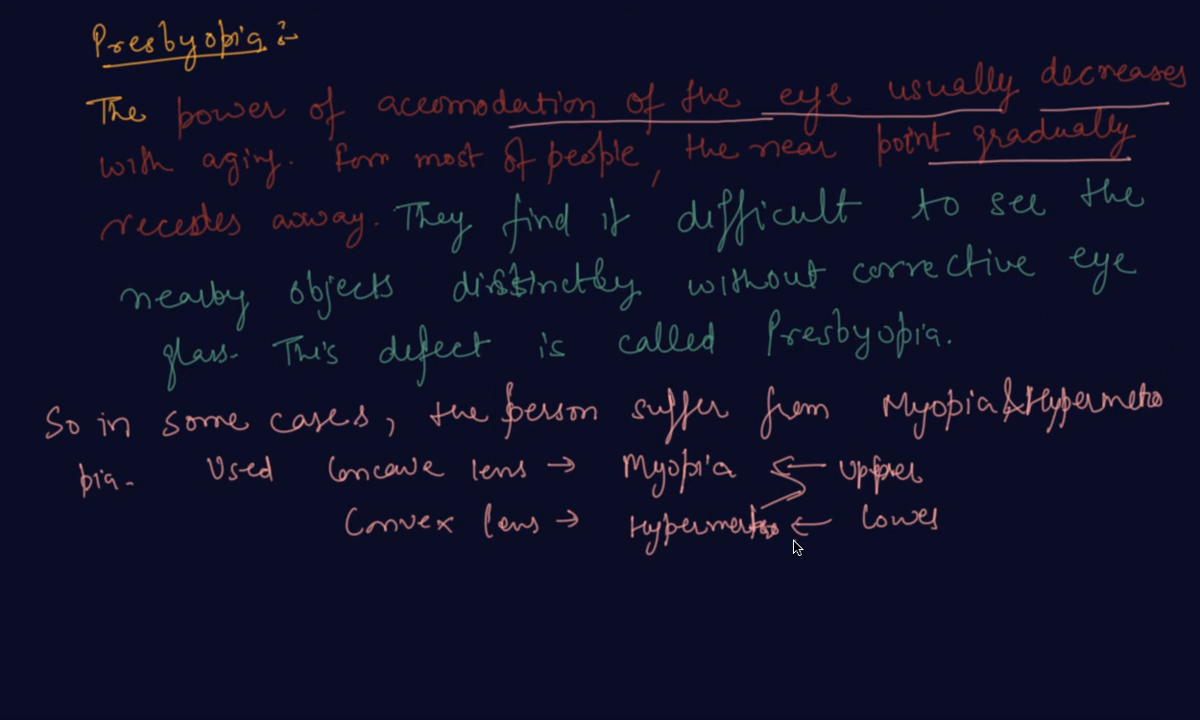 Presbyopia :-
The power of accomodation of the eye usually decreases
with aging. For most of people, the near point gradually
recedes away. They find it difficult to see the
nearby objects distinctly without corrective eye
glass. This defect is called Presbyopia.
So in some cases, the person suffer from Myopia & Hypermetro
pia. Used Concave lens → Myopia ← Upper
Convex lens → Hypermetro ← Lower